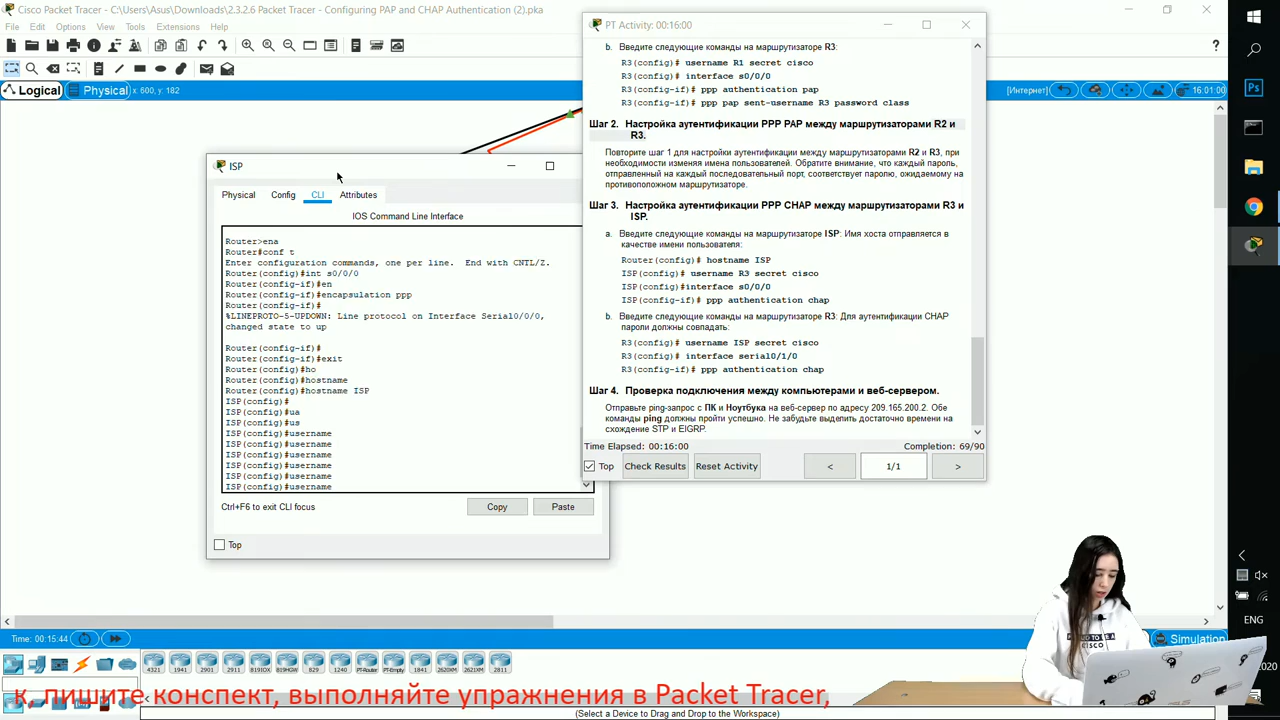 Cisco Packet Tracer - C:\Users\Asus\Downloads\2.3.2.6 Packet Tracer - Configuring PAP and CHAP Authentication (2).pka
File Edit Options View Tools Extensions Help
Logical Physical x: 600, y: 182
[Интернет] 16:01:00
ISP
Physical Config CLI Attributes
IOS Command Line Interface
Router>ena
Router#conf t
Enter configuration commands, one per line. End with CNTL/Z.
Router(config)#int s0/0/0
Router(config-if)#en
Router(config-if)#encapsulation ppp
Router(config-if)#
%LINEPROTO-5-UPDOWN: Line protocol on Interface Serial0/0/0,
changed state to up
Router(config-if)#
Router(config-if)#exit
Router(config)#ho
Router(config)#hostname
Router(config)#hostname ISP
ISP(config)#
ISP(config)#ua
ISP(config)#us
ISP(config)#username
ISP(config)#username
ISP(config)#username
ISP(config)#username
ISP(config)#username
ISP(config)#username
Ctrl+F6 to exit CLI focus
Copy Paste
Top
PT Activity: 00:16:00
b. Введите следующие команды на маршрутизаторе R3:
R3(config)# username R1 secret cisco
R3(config)# interface s0/0/0
R3(config-if)# ppp authentication pap
R3(config-if)# ppp pap sent-username R3 password class
Шаг 2. Настройка аутентификации PPP PAP между маршрутизаторами R2 и
R3.
Повторите шаг 1 для настройки аутентификации между маршрутизаторами R2 и R3, при
необходимости изменяя имена пользователей. Обратите внимание, что каждый пароль,
отправленный на каждый последовательный порт, соответствует паролю, ожидаемому на
противоположном маршрутизаторе.
Шаг 3. Настройка аутентификации PPP CHAP между маршрутизаторами R3 и
ISP.
a. Введите следующие команды на маршрутизаторе ISP: Имя хоста отправляется в
качестве имени пользователя:
Router(config)# hostname ISP
ISP(config)# username R3 secret cisco
ISP(config)#interface s0/0/0
ISP(config-if)# ppp authentication chap
b. Введите следующие команды на маршрутизаторе R3: Для аутентификации CHAP
пароли должны совпадать:
R3(config)# username ISP secret cisco
R3(config)# interface serial0/1/0
R3(config-if)# ppp authentication chap
Шаг 4. Проверка подключения между компьютерами и веб-сервером.
Отправьте ping-запрос с ПК и Ноутбука на веб-сервер по адресу 209.165.200.2. Обе
команды ping должны пройти успешно. Не забудьте выделить достаточно времени на
схождение STP и EIGRP.
Time Elapsed: 00:16:00 Completion: 69/90
Top Check Results Reset Activity < 1/1 >
ENG
Time: 00:15:44
Simulation
4321 1941 2901 2911 819IOX 819HGW 829 1240 PT-Router PT-Empty 1841 2620XM 2621XM 2811
к, пишите конспект, выполняйте упражнения в Packet Tracer,
(Select a Device to Drag and Drop to the Workspace)